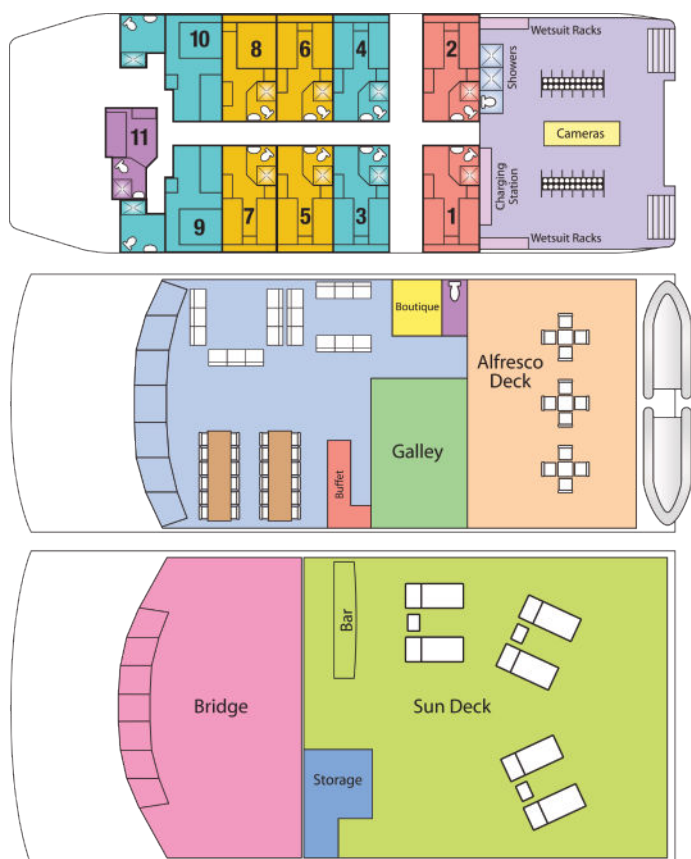 Wetsuit Racks
10
8
6
4
2
Showers
11
Cameras
Charging
Station
9
7
5
3
1
Wetsuit Racks
Boutique
Alfresco
Deck
Galley
Buffet
Bar
Bridge
Sun Deck
Storage